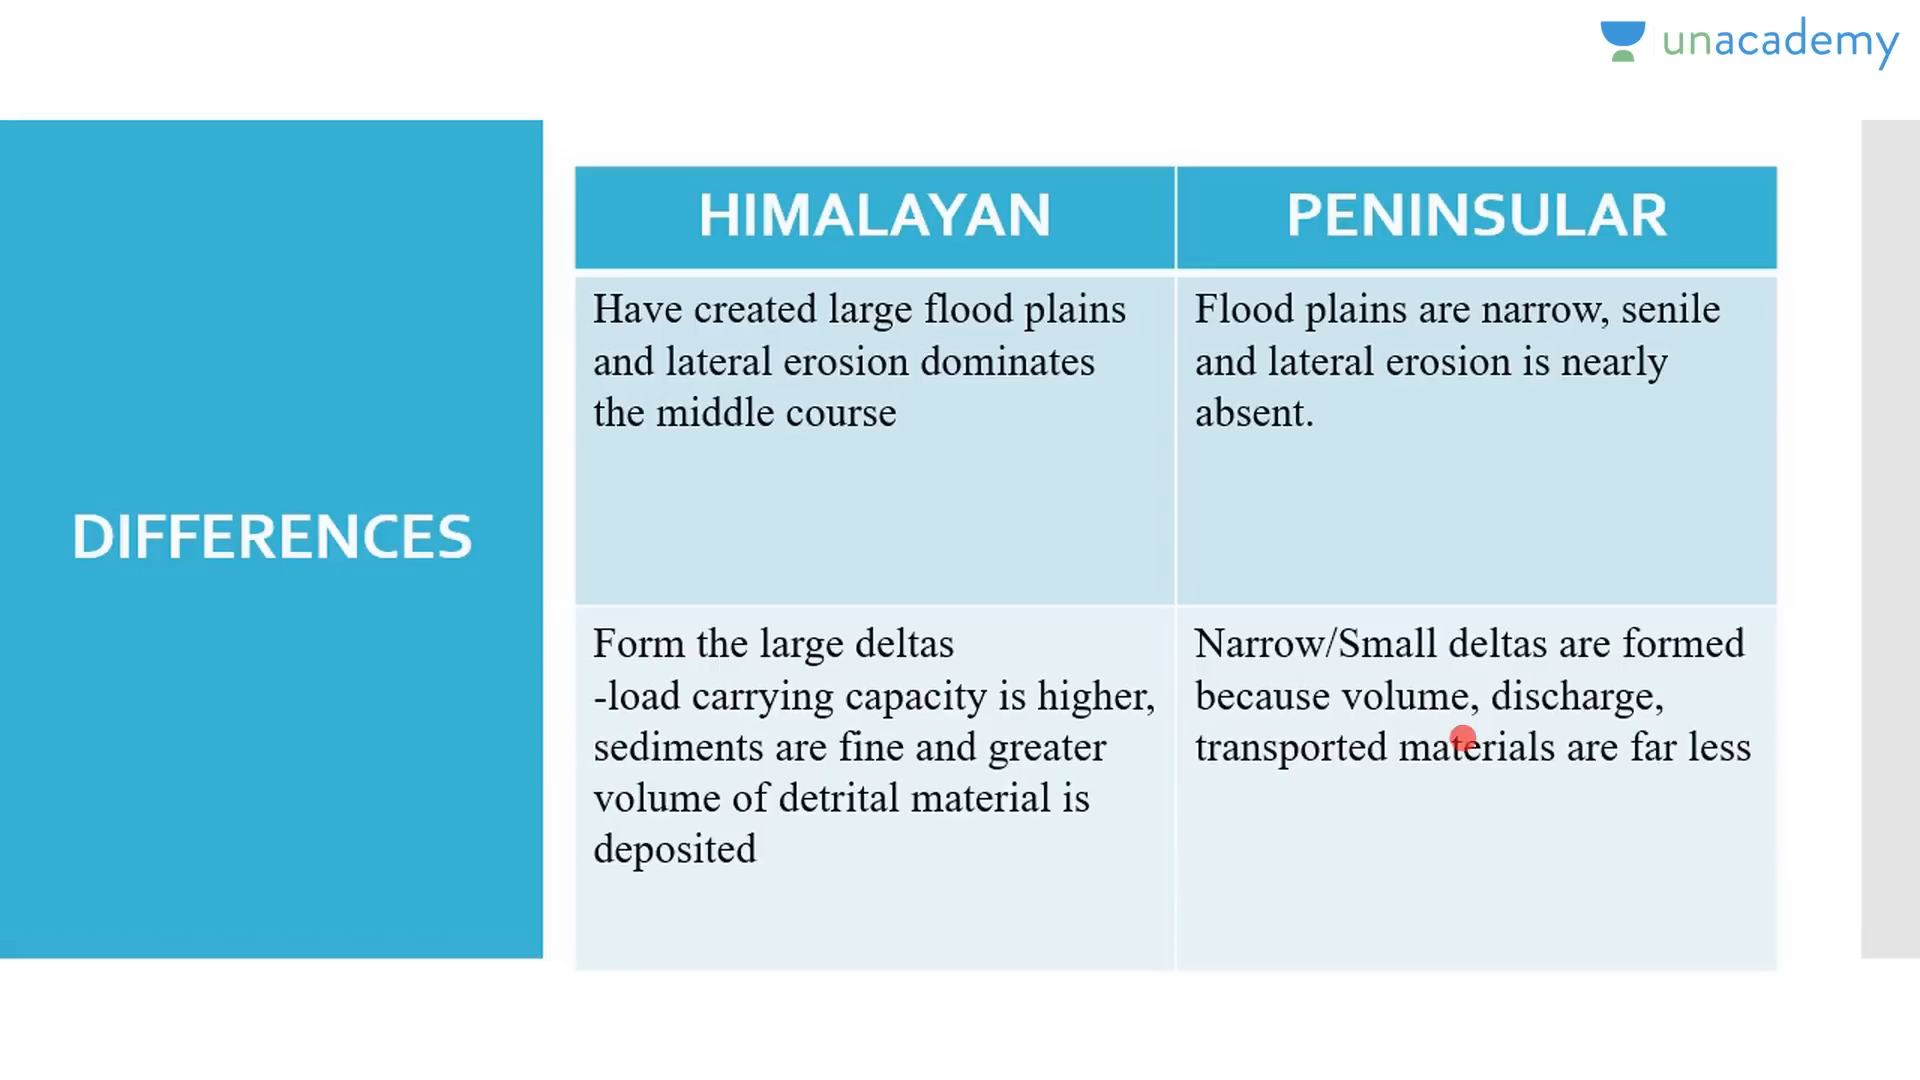 unacademy
DIFFERENCES
HIMALAYAN
PENINSULAR
Have created large flood plains
and lateral erosion dominates
the middle course
Flood plains are narrow, senile
and lateral erosion is nearly
absent.
Form the large deltas
-load carrying capacity is higher,
sediments are fine and greater
volume of detrital material is
deposited
Narrow/Small deltas are formed
because volume, discharge,
transported materials are far less